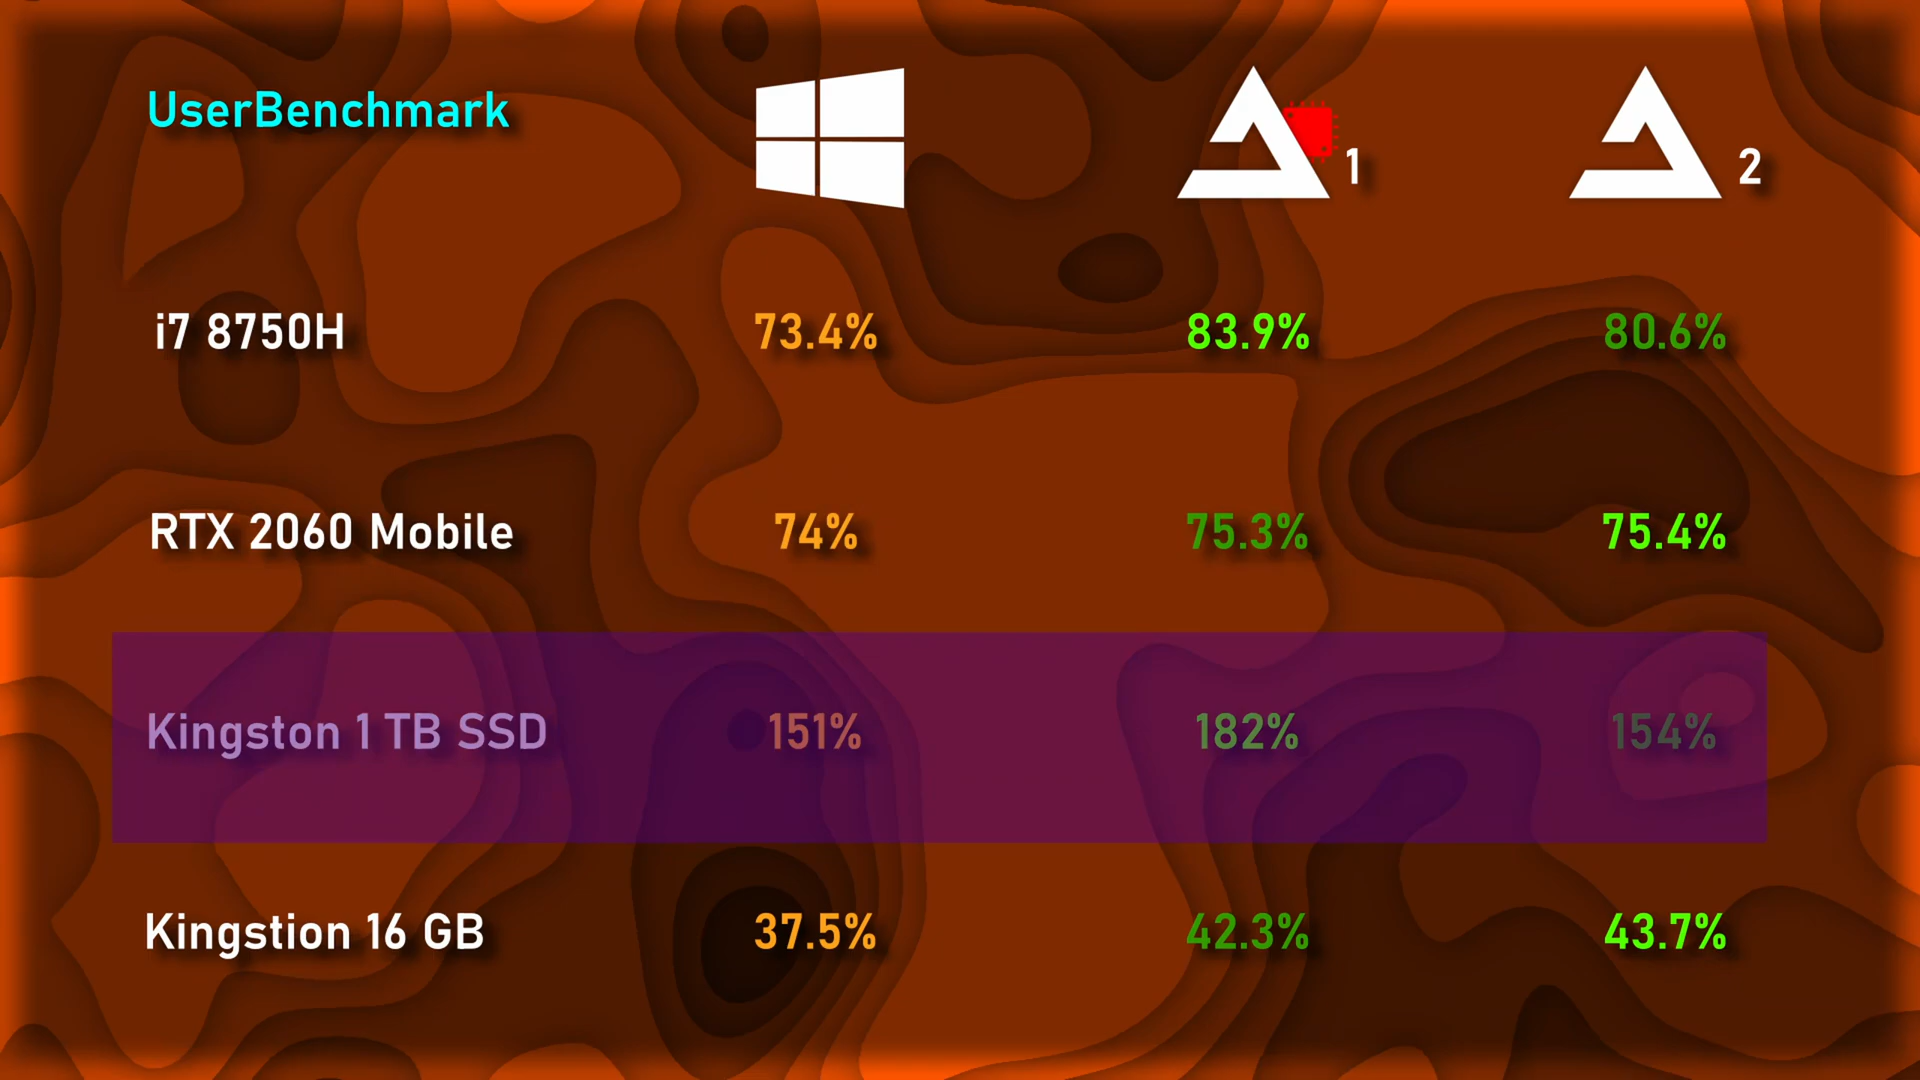 UserBenchmark 1 2
i7 8750H 73.4% 83.9% 80.6%
RTX 2060 Mobile 74% 75.3% 75.4%
Kingston 1 TB SSD 151% 182% 154%
Kingstion 16 GB 37.5% 42.3% 43.7%